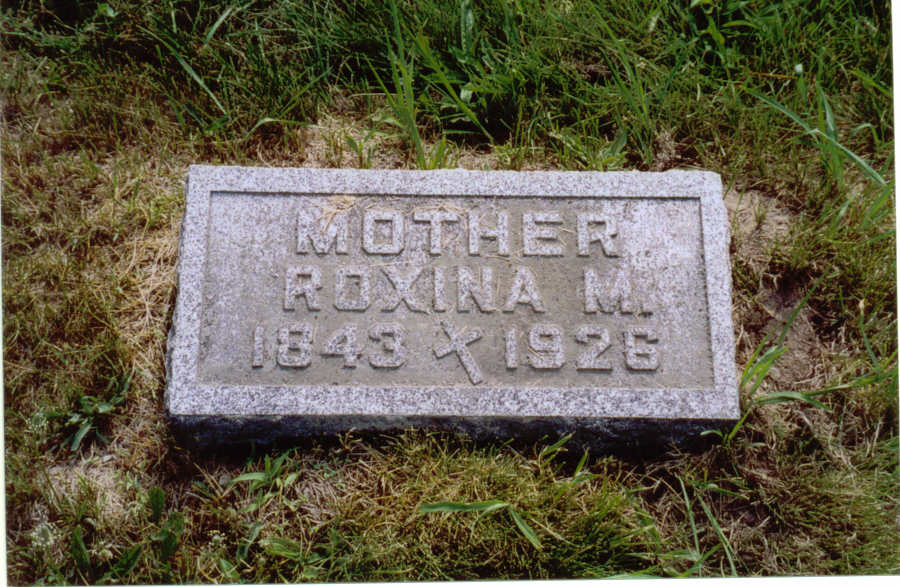 MOTHER
ROXINA M.
1843 1926